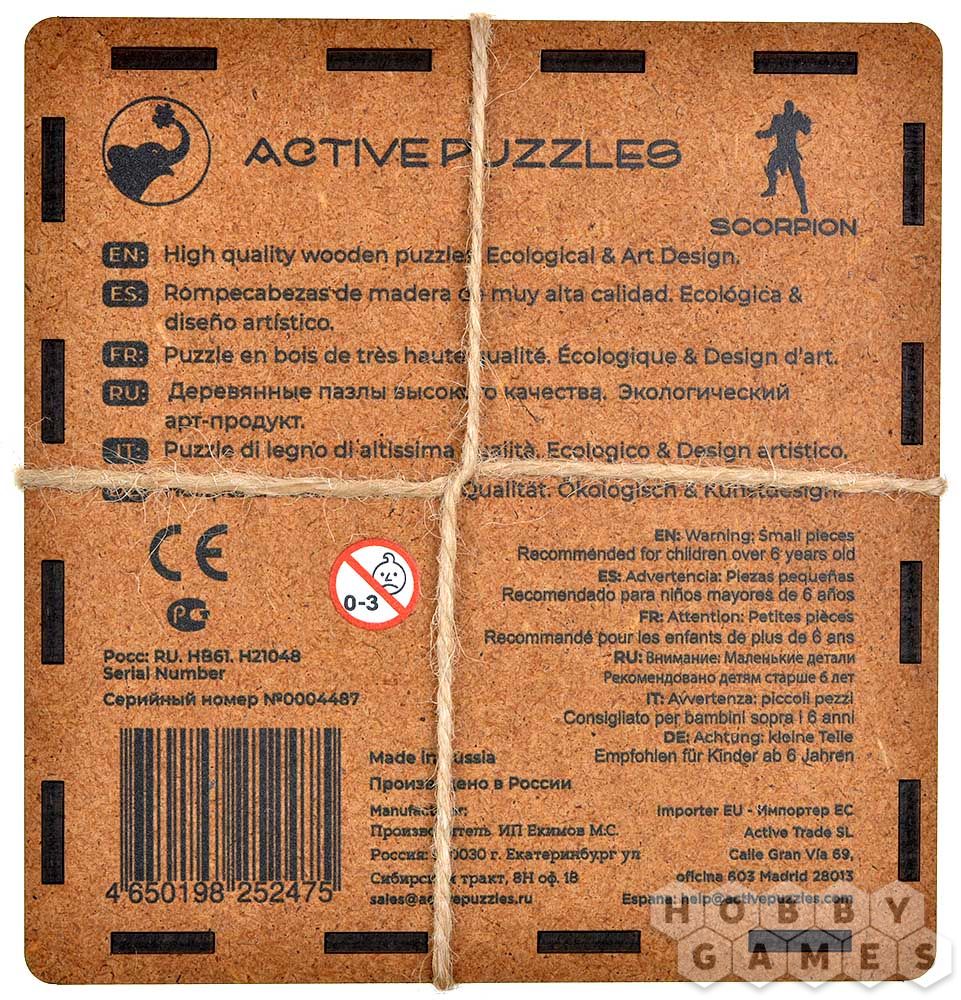 ACTIVE PUZZLES
SCORPION
EN: High quality wooden puzzle. Ecological & Art Design.
ES: Rompecabezas de madera de muy alta calidad. Ecológica &
diseño artístico.
FR: Puzzle en bois de très haute qualité. Écologique & Design d'art.
RU: Деревянные пазлы высокого качества. Экологический
арт-продукт.
IT: Puzzle di legno di altissima qualità. Ecologico & Design artistico.
Qualität. Ökologisch & Kunstdesign.
CE
0-3
EN: Warning: Small pieces
Recommended for children over 6 years old
ES: Advertencia: Piezas pequeñas
Recomendado para niños mayores de 6 años
FR: Attention: Petites pièces
Recommandé pour les enfants de plus de 6 ans
RU: Внимание: Маленькие детали
Рекомендовано детям старше 6 лет
IT: Avvertenza: piccoli pezzi
Consigliato per bambini sopra i 6 anni
DE: Achtung: kleine Teile
Empfohlen für Kinder ab 6 Jahren
Росс: RU. НВ61. Н21048
Serial Number
Серийный номер №0004487
4 650198 252475
Made in Russia
Произведено в России
Manufacturer:
Производитель ИП Екимов М.С.
Россия: г. Екатеринбург ул
Сибирский тракт, 8Н оф. 18
sales@activepuzzles.ru
Importer EU - Импортер ЕС
Active Trade SL
Calle Gran Vía 69,
oficina 603 Madrid 28013
Espana: help@activepuzzles.com
HOBBY
GAMES